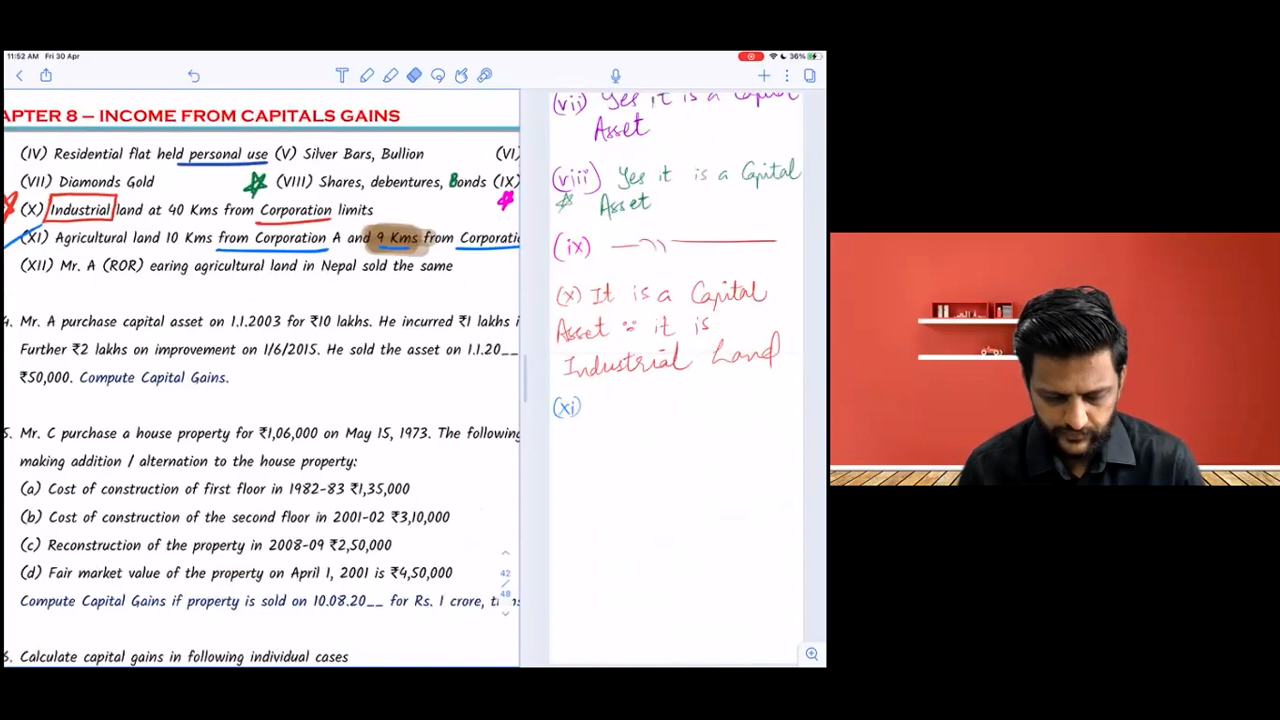 11:52 AM Fri 30 Apr
36%
APTER 8 – INCOME FROM CAPITALS GAINS
(IV) Residential flat held personal use (V) Silver Bars, Bullion (VI)
(VII) Diamonds Gold (VIII) Shares, debentures, Bonds (IX)
(X) Industrial land at 40 Kms from Corporation limits
(XI) Agricultural land 10 Kms from Corporation A and 9 Kms from Corporati
(XII) Mr. A (ROR) earing agricultural land in Nepal sold the same
4. Mr. A purchase capital asset on 1.1.2003 for ₹10 lakhs. He incurred ₹1 lakhs i
Further ₹2 lakhs on improvement on 1/6/2015. He sold the asset on 1.1.20__
₹50,000. Compute Capital Gains.
5. Mr. C purchase a house property for ₹1,06,000 on May 15, 1973. The following
making addition / alternation to the house property:
(a) Cost of construction of first floor in 1982-83 ₹1,35,000
(b) Cost of construction of the second floor in 2001-02 ₹3,10,000
(c) Reconstruction of the property in 2008-09 ₹2,50,000
(d) Fair market value of the property on April 1, 2001 is ₹4,50,000
Compute Capital Gains if property is sold on 10.08.20__ for Rs. 1 crore,
6. Calculate capital gains in following individual cases
42
/
48
(vii) Yes it is a Capital
Asset
(viii) Yes it is a Capital
Asset
(ix) — ,, —
(x) It is a Capital
Asset ∵ it is
Industrial Land
(xi)